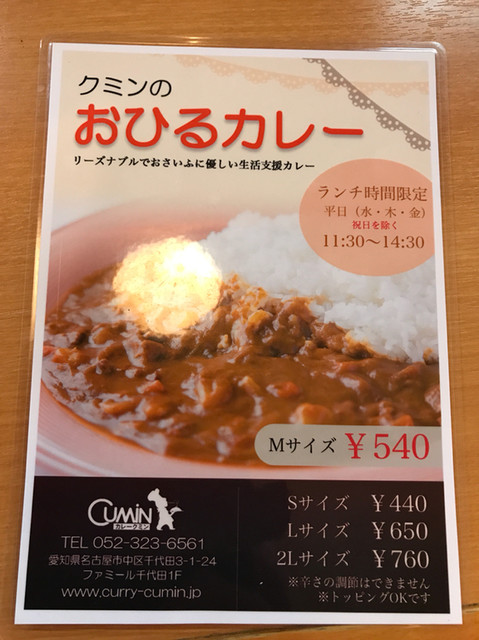 クミンの
おひるカレー
リーズナブルでおさいふに優しい生活支援カレー
ランチ時間限定
平日（水・木・金）
祝日を除く
11:30～14:30
Mサイズ ￥540
Sサイズ ￥440
Lサイズ ￥650
2Lサイズ ￥760
※辛さの調節はできません
※トッピングOKです
CUMIN
カレークミン
TEL 052-323-6561
愛知県名古屋市中区千代田3-1-24
ファミール千代田1F
www.curry-cumin.jp